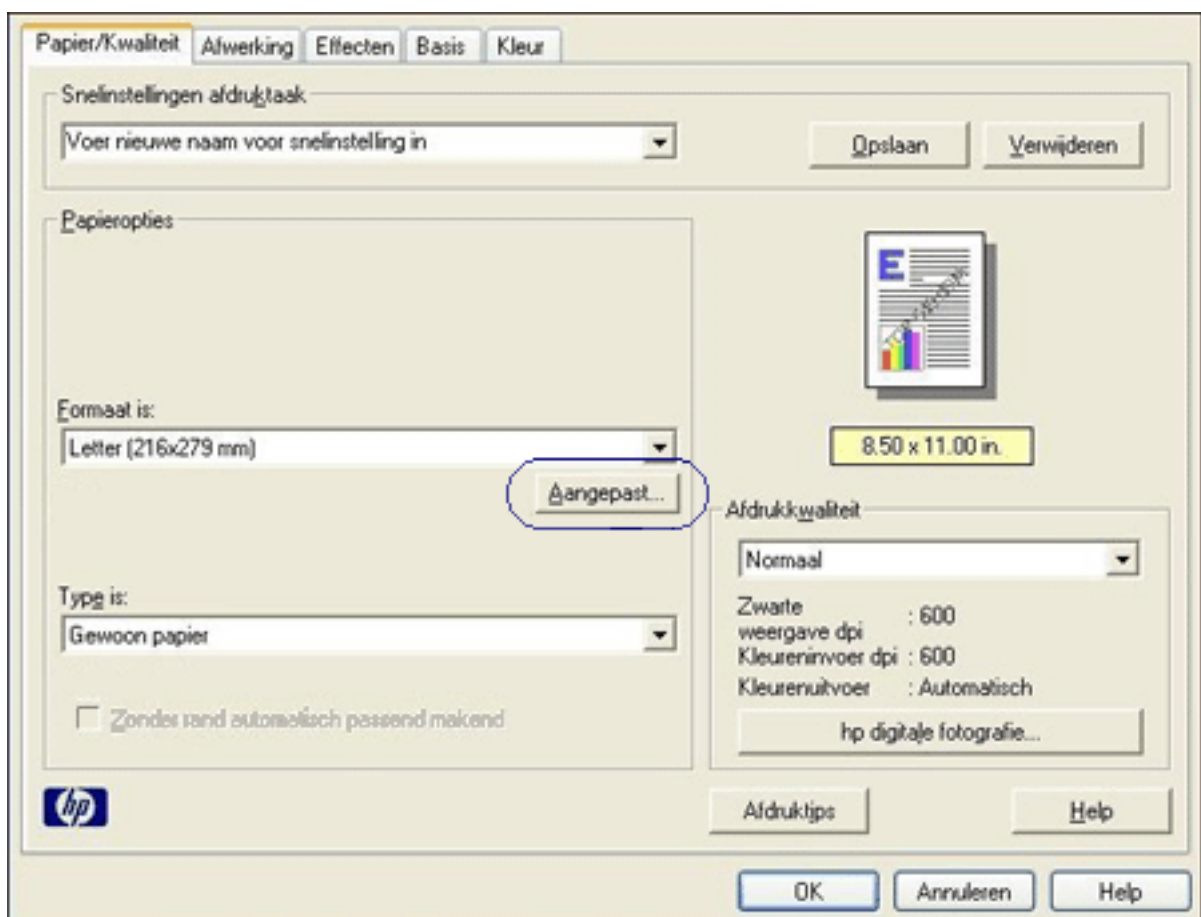 Papier/Kwaliteit Afwerking Effecten Basis Kleur
Snelinstellingen afdruktaak
Voer nieuwe naam voor snelinstelling in
Opslaan Verwijderen
Papieropties
E
Formaat is:
Letter (216x279 mm)
8.50 x 11.00 in.
Aangepast...
Afdrukkwaliteit
Normaal
Type is:
Gewoon papier
Zwarte
weergave dpi : 600
Kleureninvoer dpi : 600
Kleurenuitvoer : Automatisch
Zonder rand automatisch passend makend
hp digitale fotografie...
hp
Afdruktips Help
OK Annuleren Help